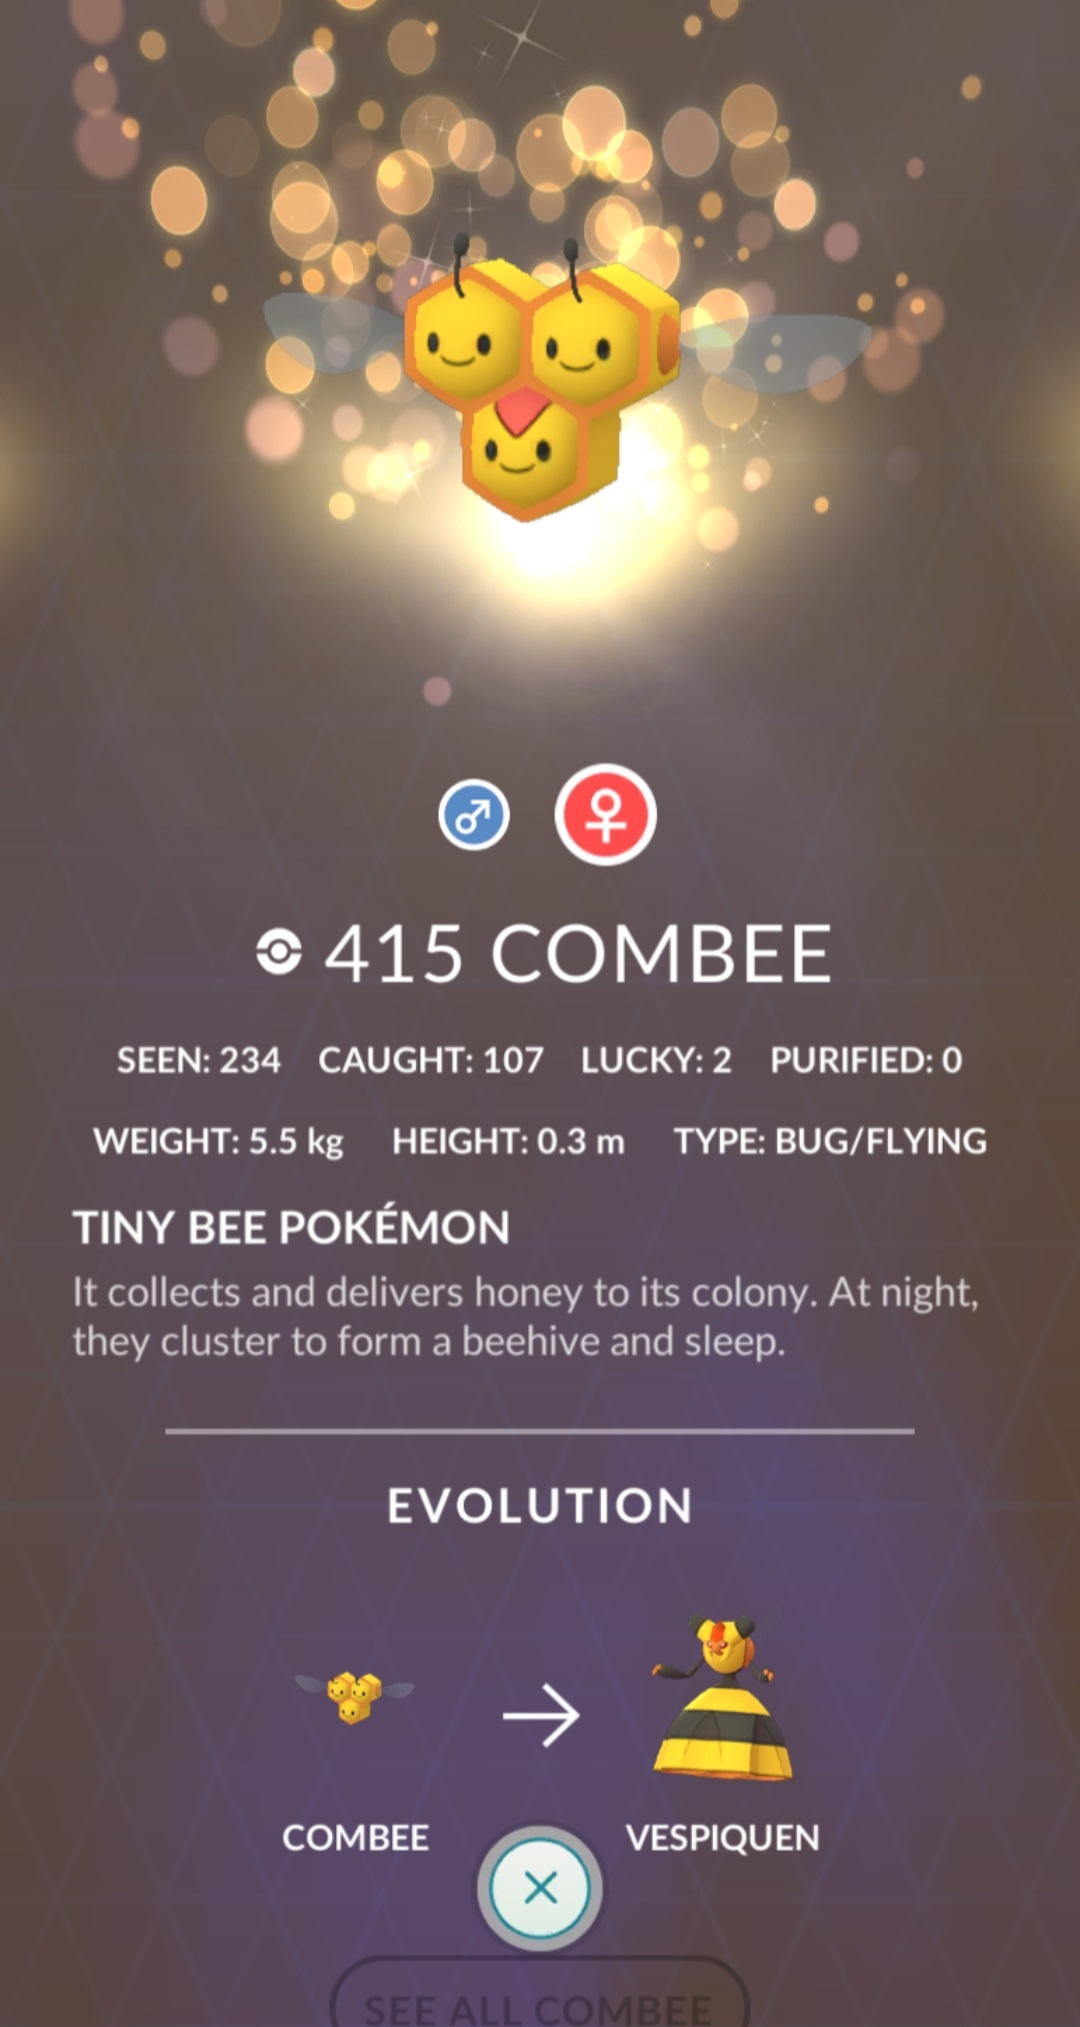 415 COMBEE
SEEN: 234 CAUGHT: 107 LUCKY: 2 PURIFIED: 0
WEIGHT: 5.5 kg HEIGHT: 0.3 m TYPE: BUG/FLYING
TINY BEE POKÉMON
It collects and delivers honey to its colony. At night,
they cluster to form a beehive and sleep.
EVOLUTION
COMBEE VESPIQUEN
SEE ALL COMBEE